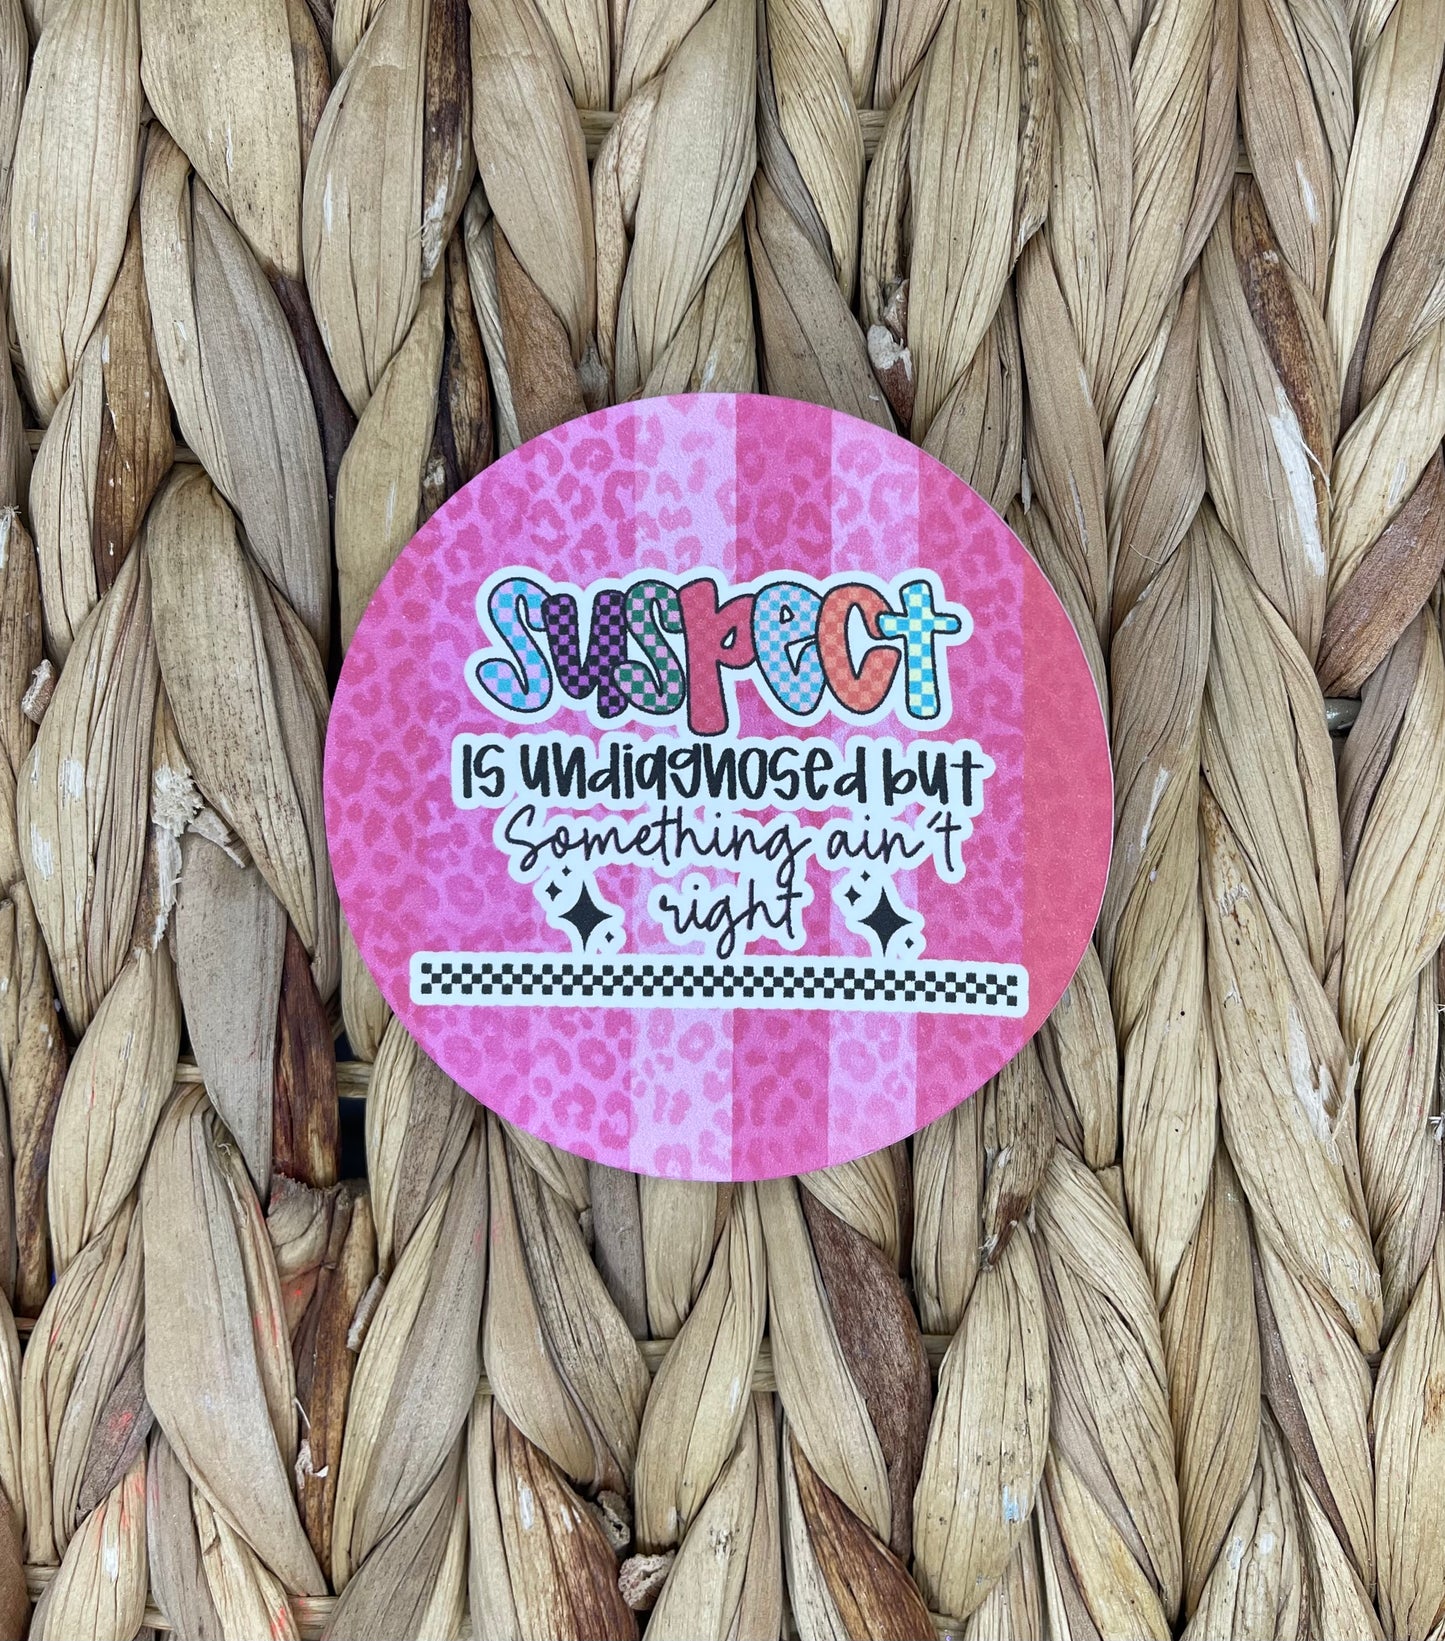 suspect
is undiagnosed but
Something ain't
right